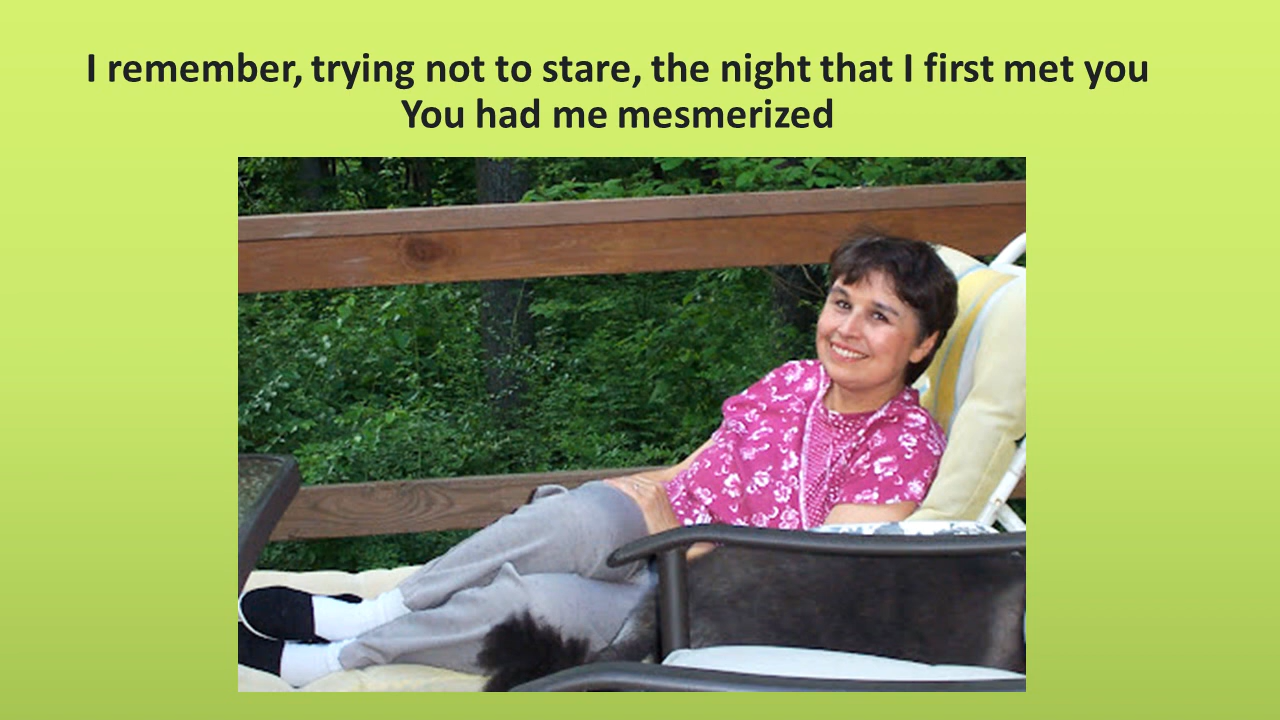 I remember, trying not to stare, the night that I first met you
You had me mesmerized